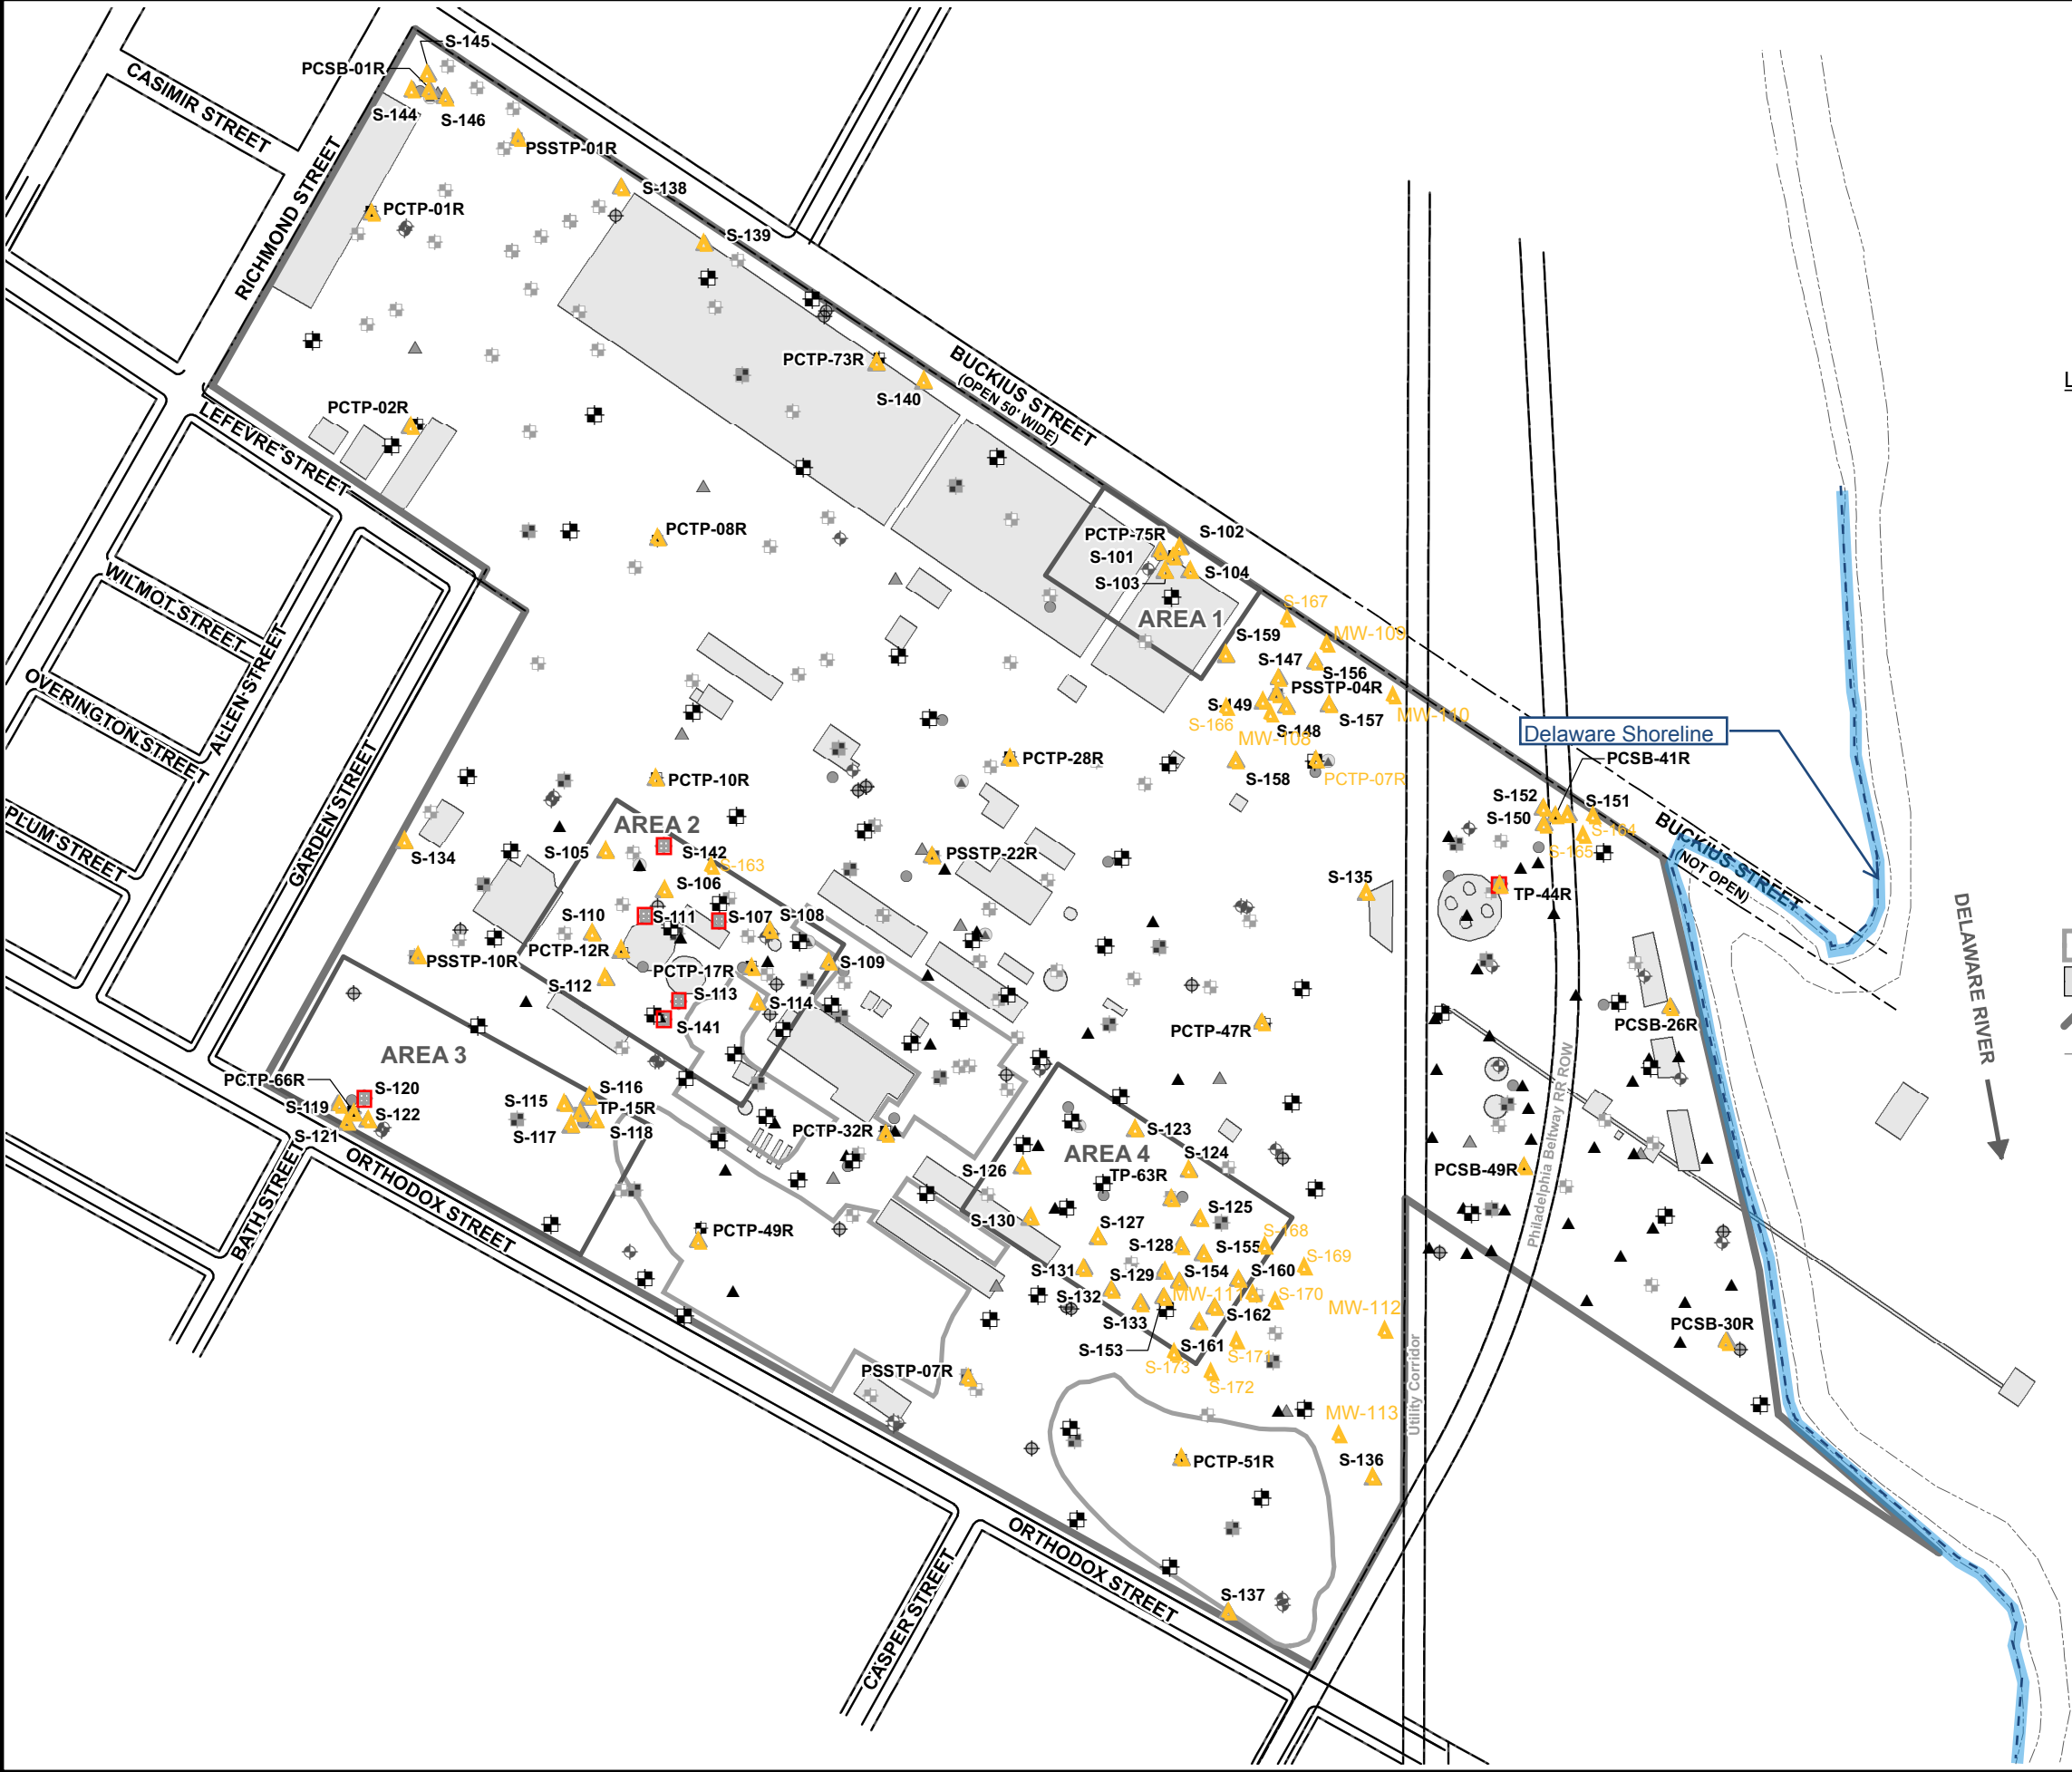 S-145
PCSB-01R
CASIMIR STREET
S-144
S-146
PSSTP-01R
RICHMOND STREET
S-138
PCTP-01R
S-139
PCTP-73R
BUCKIUS STREET
(OPEN 50' WIDE)
S-140
PCTP-02R
LEFEVRE STREET
PCTP-08R
PCTP-75R
S-102
S-101
S-103
S-104
AREA 1
S-167
WILMOT STREET
S-159
MW-109
S-147
S-156
PSSTP-04R
S-149
S-166
S-157
MW-110
S-148
MW-108
OVERINGTON STREET
ALLEN STREET
Delaware Shoreline
PCTP-28R
PCSB-41R
S-158
PCTP-07R
PCTP-10R
GARDEN STREET
S-152
S-151
S-150
S-164
S-165
BUCKIUS STREET
(NOT OPEN)
PLUM STREET
AREA 2
S-134
S-105
S-142
S-163
PSSTP-22R
S-106
S-135
TP-44R
S-110
S-111
S-107
S-108
PCTP-12R
PSSTP-10R
S-109
PCTP-17R
S-112
S-113
S-114
DELAWARE RIVER
S-141
PCTP-47R
PCSB-26R
AREA 3
PCTP-66R
S-120
S-119
S-122
S-121
S-115
S-116
TP-15R
S-117
S-118
PCTP-32R
S-123
AREA 4
S-124
S-126
TP-63R
PCSB-49R
Philadelphia Beltway RR ROW
BATH STREET
ORTHODOX STREET
S-130
S-125
PCTP-49R
S-127
S-168
S-128
S-155
S-169
S-131
S-129
S-154
S-160
S-132
MW-111
S-170
MW-112
S-133
S-162
PCSB-30R
S-153
S-161
S-171
S-173
PSSTP-07R
S-172
Utility Corridor
MW-113
PCTP-51R
S-136
ORTHODOX STREET
CASPER STREET
S-137